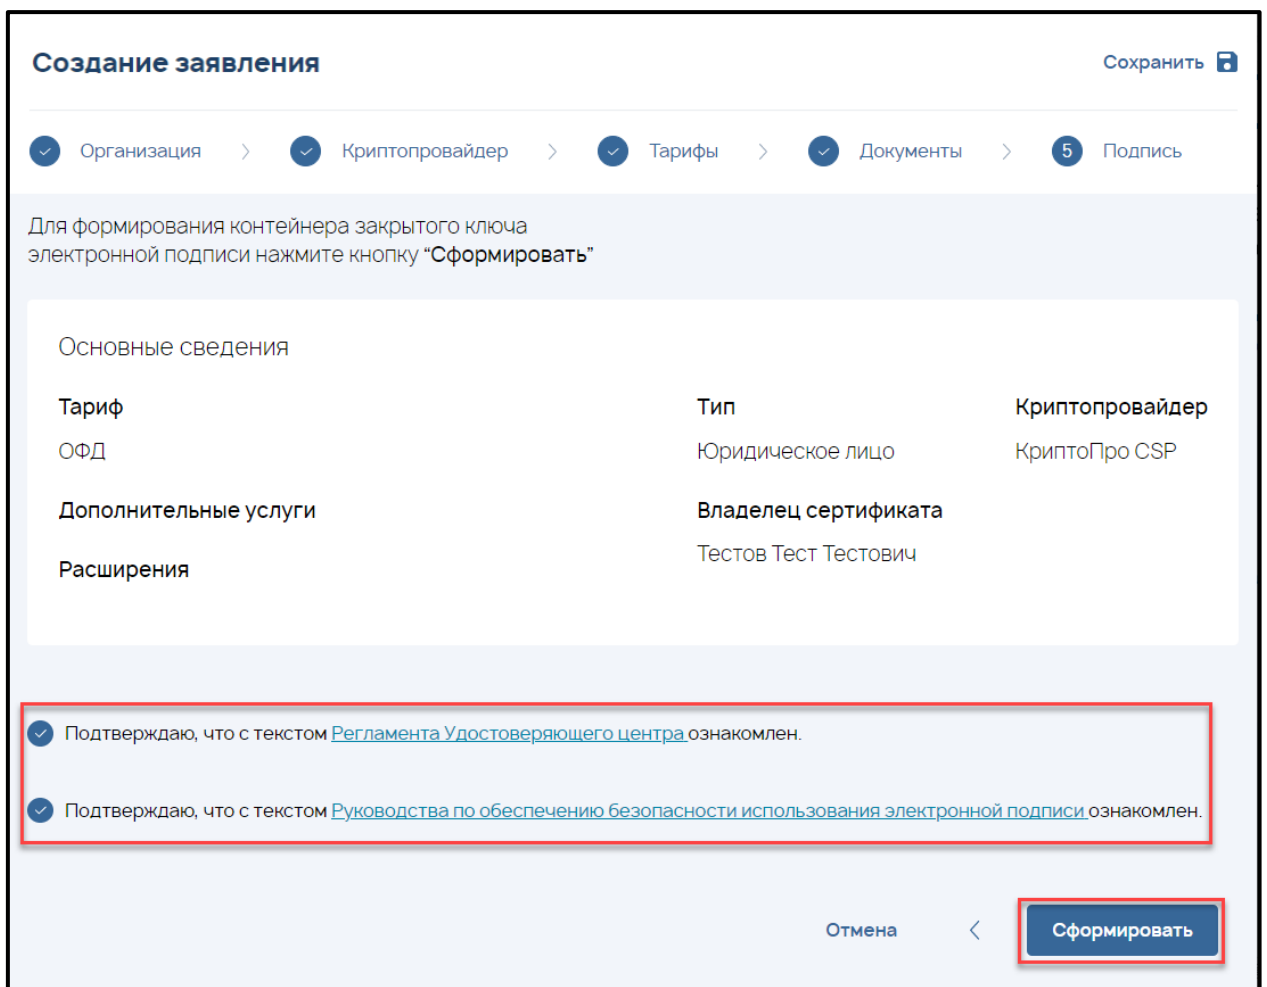 Создание заявления
Сохранить
Организация
Криптопровайдер
Тарифы
Документы
5 Подпись
Для формирования контейнера закрытого ключа
электронной подписи нажмите кнопку “Сформировать”
Основные сведения
Тариф
Тип
Криптопровайдер
ОФД
Юридическое лицо
КриптоПро CSP
Дополнительные услуги
Владелец сертификата
Тестов Тест Тестович
Расширения
Подтверждаю, что с текстом Регламента Удостоверяющего центра ознакомлен.
Подтверждаю, что с текстом Руководства по обеспечению безопасности использования электронной подписи ознакомлен.
Отмена
Сформировать